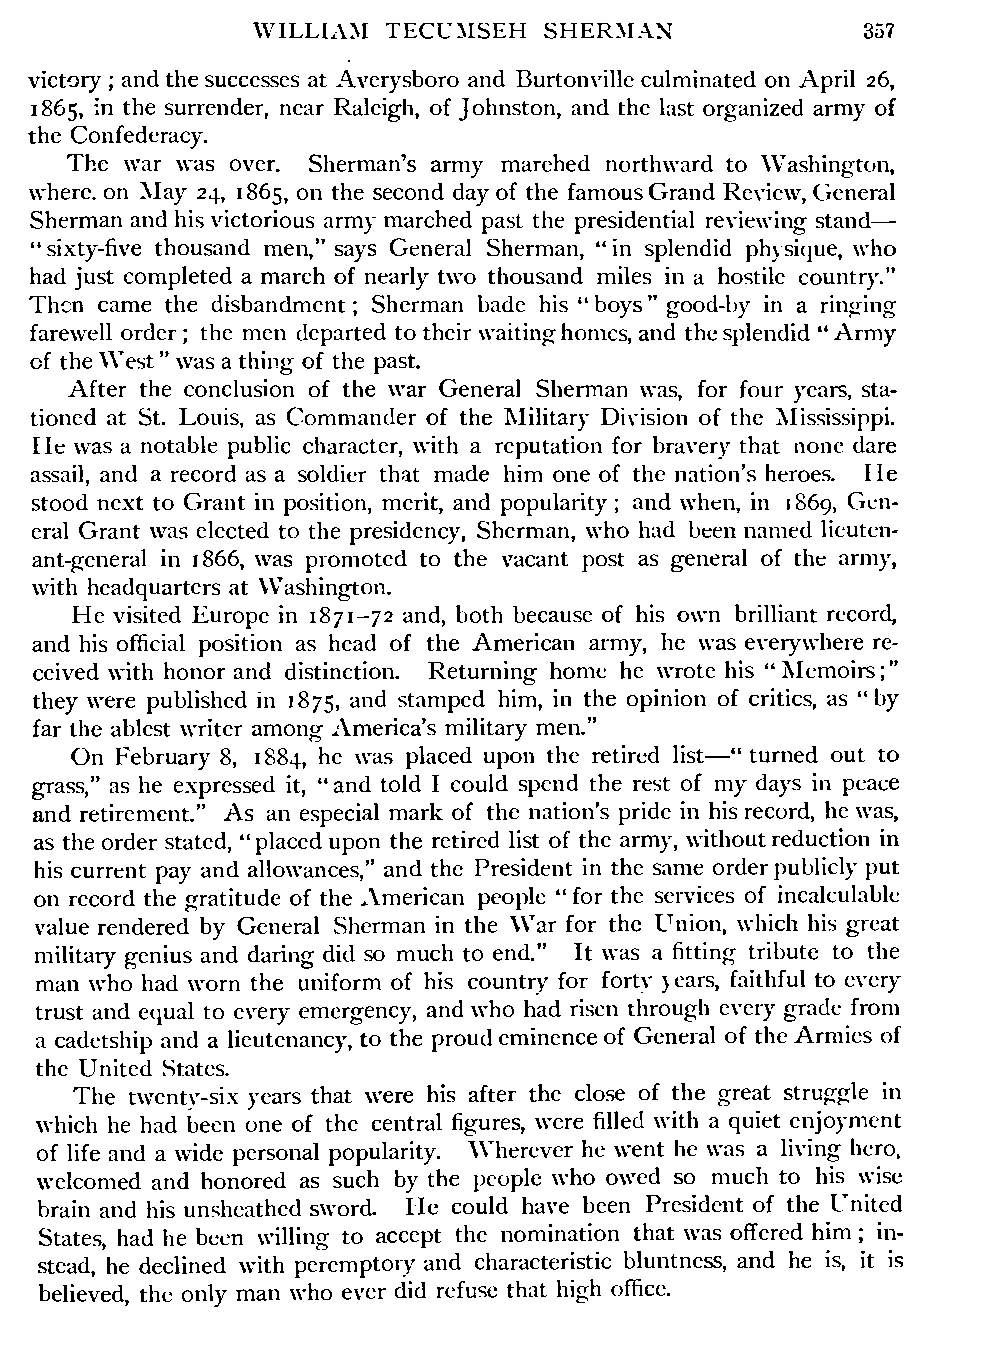 WILLIAM TECUMSEH SHERMAN 357
victory ; and the successes at Averysboro and Burtonville culminated on April 26,
1865, in the surrender, near Raleigh, of Johnston, and the last organized army of
the Confederacy.
The war was over. Sherman's army marched northward to Washington,
where. on May 24, 1865, on the second day of the famous Grand Review, General
Sherman and his victorious army marched past the presidential reviewing stand—
“ sixty-five thousand men,” says General Sherman, “ in splendid physique, who
had just completed a march of nearly two thousand miles in a hostile country.”
Then came the disbandment ; Sherman bade his “ boys ” good-by in a ringing
farewell order ; the men departed to their waiting homes, and the splendid “ Army
of the West ” was a thing of the past.
After the conclusion of the war General Sherman was, for four years, sta-
tioned at St. Louis, as Commander of the Military Division of the Mississippi.
He was a notable public character, with a reputation for bravery that none dare
assail, and a record as a soldier that made him one of the nation's heroes. He
stood next to Grant in position, merit, and popularity ; and when, in 1869, Gen-
eral Grant was elected to the presidency, Sherman, who had been named lieuten-
ant-general in 1866, was promoted to the vacant post as general of the army,
with headquarters at Washington.
He visited Europe in 1871–72 and, both because of his own brilliant record,
and his official position as head of the American army, he was everywhere re-
ceived with honor and distinction. Returning home he wrote his “ Memoirs ; ”
they were published in 1875, and stamped him, in the opinion of critics, as “ by
far the ablest writer among America's military men.”
On February 8, 1884, he was placed upon the retired list—“ turned out to
grass,” as he expressed it, “ and told I could spend the rest of my days in peace
and retirement.” As an especial mark of the nation's pride in his record, he was,
as the order stated, “ placed upon the retired list of the army, without reduction in
his current pay and allowances,” and the President in the same order publicly put
on record the gratitude of the American people “ for the services of incalculable
value rendered by General Sherman in the War for the Union, which his great
military genius and daring did so much to end.” It was a fitting tribute to the
man who had worn the uniform of his country for forty years, faithful to every
trust and equal to every emergency, and who had risen through every grade from
a cadetship and a lieutenancy, to the proud eminence of General of the Armies of
the United States.
The twenty-six years that were his after the close of the great struggle in
which he had been one of the central figures, were filled with a quiet enjoyment
of life and a wide personal popularity. Wherever he went he was a living hero,
welcomed and honored as such by the people who owed so much to his wise
brain and his unsheathed sword. He could have been President of the United
States, had he been willing to accept the nomination that was offered him ; in-
stead, he declined with peremptory and characteristic bluntness, and he is, it is
believed, the only man who ever did refuse that high office.